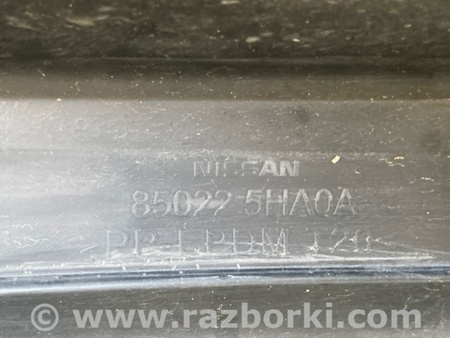 NISSAN
85022 5HA0A
PP EPDM T20
www.razborki.com